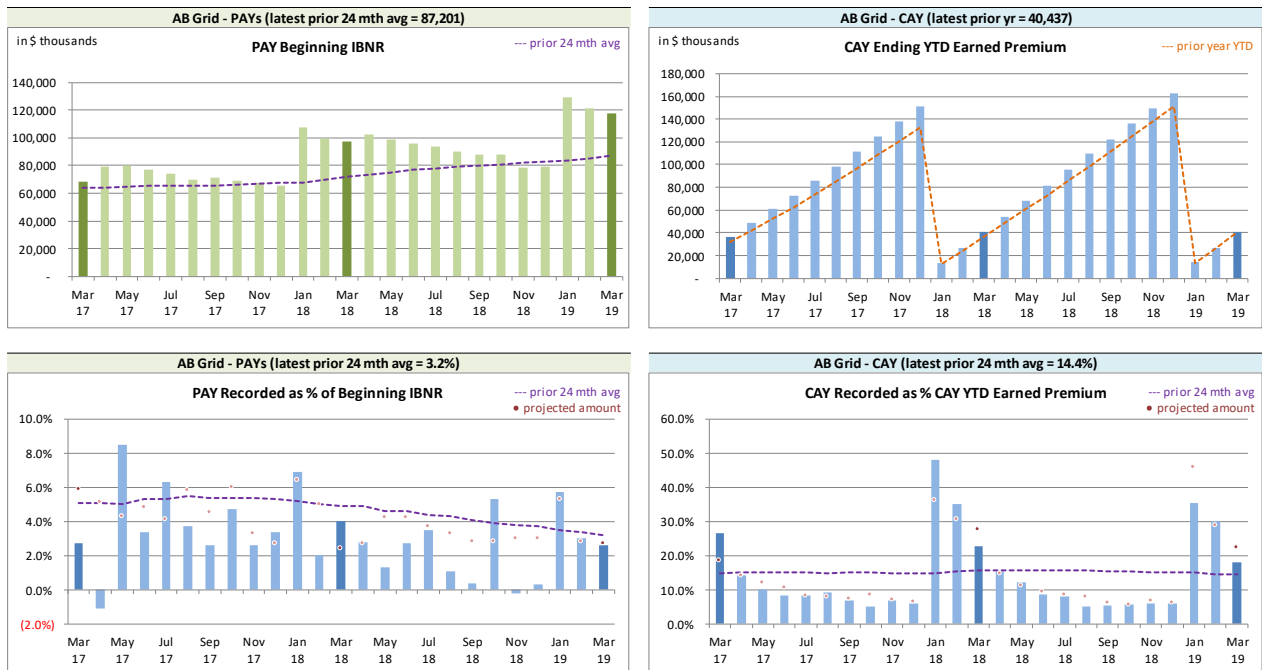 AB Grid - PAYs (latest prior 24 mth avg = 87,201)
in $ thousands
PAY Beginning IBNR
--- prior 24 mth avg
140,000
120,000
100,000
80,000
60,000
40,000
20,000
-
Mar May Jul Sep Nov Jan Mar May Jul Sep Nov Jan Mar
17 17 17 17 17 18 18 18 18 18 18 19 19
AB Grid - CAY (latest prior yr = 40,437)
in $ thousands
CAY Ending YTD Earned Premium
--- prior year YTD
180,000
160,000
140,000
120,000
100,000
80,000
60,000
40,000
20,000
-
Mar May Jul Sep Nov Jan Mar May Jul Sep Nov Jan Mar
17 17 17 17 17 18 18 18 18 18 18 19 19
AB Grid - PAYs (latest prior 24 mth avg = 3.2%)
PAY Recorded as % of Beginning IBNR
--- prior 24 mth avg
• projected amount
10.0%
8.0%
6.0%
4.0%
2.0%
0.0%
(2.0%)
Mar May Jul Sep Nov Jan Mar May Jul Sep Nov Jan Mar
17 17 17 17 17 18 18 18 18 18 18 19 19
AB Grid - CAY (latest prior 24 mth avg = 14.4%)
CAY Recorded as % CAY YTD Earned Premium
--- prior 24 mth avg
• projected amount
60.0%
50.0%
40.0%
30.0%
20.0%
10.0%
0.0%
Mar May Jul Sep Nov Jan Mar May Jul Sep Nov Jan Mar
17 17 17 17 17 18 18 18 18 18 18 19 19